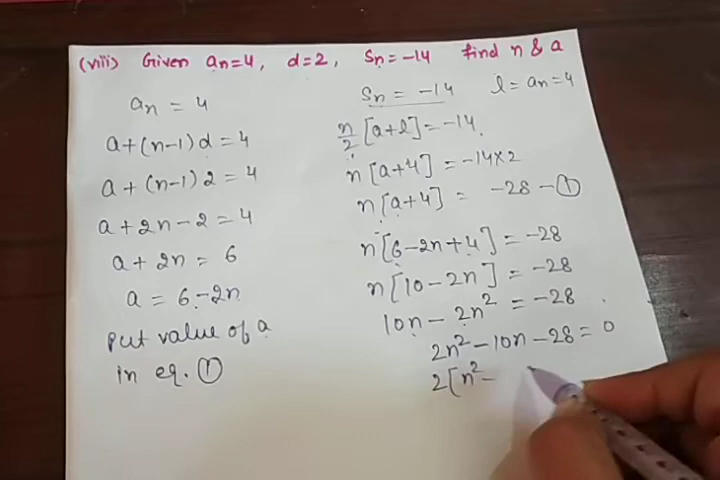 (viii) Given an=4, d=2, Sn=-14 find n & a
an = 4
a+(n-1)d=4
a+(n-1)2=4
a+2n-2=4
a+2n=6
a=6-2n
put value of a
in eq. ①
Sn = -14 l=an=4
n/2[a+l]=-14.
n[a+4]=-14x2
n[a+4] = -28 -①
n[6-2n+4]=-28
n[10-2n]=-28
10n-2n²=-28
2n²-10n-28=0
2[n²-